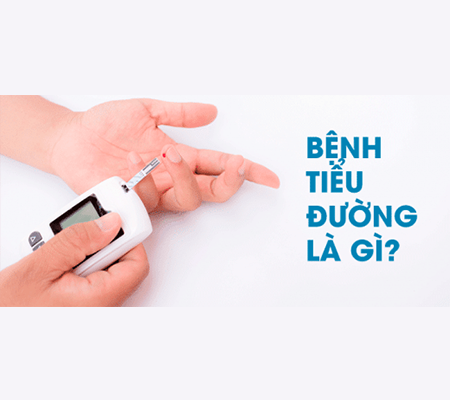 BỆNH
TIỂU
ĐƯỜNG
LÀ GÌ?